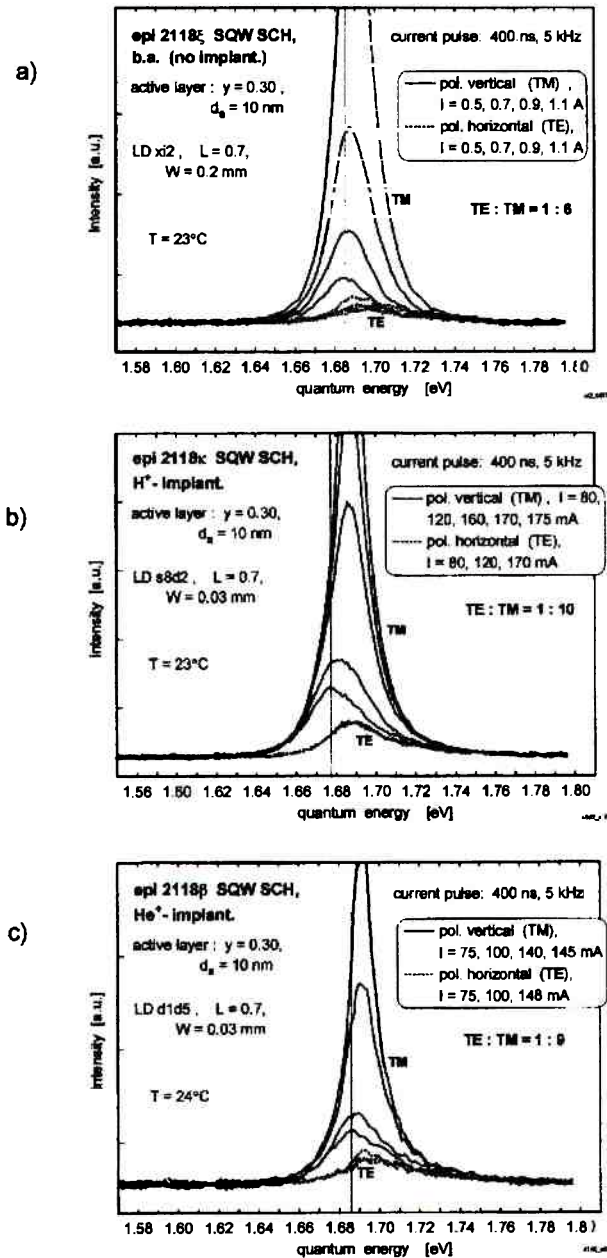 a)
epi 2118ξ SQW SCH,
b.a. (no implant.)
active layer : y = 0.30,
dₐ = 10 nm
LD xi2 , L = 0.7,
W = 0.2 mm
T = 23°C
current pulse: 400 ns, 5 kHz
pol. vertical (TM) ,
I = 0.5, 0.7, 0.9, 1.1 A
pol. horizontal (TE),
I = 0.5, 0.7, 0.9, 1.1 A
TE : TM = 1 : 6
TM
TE
Intensity [a.u.]
1.58 1.60 1.62 1.64 1.66 1.68 1.70 1.72 1.74 1.76 1.78 1.80
quantum energy [eV]
b)
epi 2118κ SQW SCH,
H⁺- implant.
active layer : y = 0.30,
dₐ = 10 nm
LD s8d2 , L = 0.7,
W = 0.03 mm
T = 23°C
current pulse: 400 ns, 5 kHz
pol. vertical (TM) , I = 80,
120, 160, 170, 175 mA
pol. horizontal (TE),
I = 80, 120, 170 mA
TE : TM = 1 : 10
TM
TE
Intensity [a.u.]
1.56 1.58 1.60 1.62 1.64 1.66 1.68 1.70 1.72 1.74 1.76 1.78 1.80
quantum energy [eV]
c)
epi 2118β SQW SCH,
He⁺- implant.
active layer : y = 0.30,
dₐ = 10 nm
LD d1d5 , L = 0.7,
W = 0.03 mm
T = 24°C
current pulse: 400 ns, 5 kHz
pol. vertical (TM),
I = 75, 100, 140, 145 mA
pol. horizontal (TE),
I = 75, 100, 148 mA
TE : TM = 1 : 9
TM
TE
Intensity [a.u.]
1.58 1.60 1.62 1.64 1.66 1.68 1.70 1.72 1.74 1.76 1.78 1.80
quantum energy [eV]